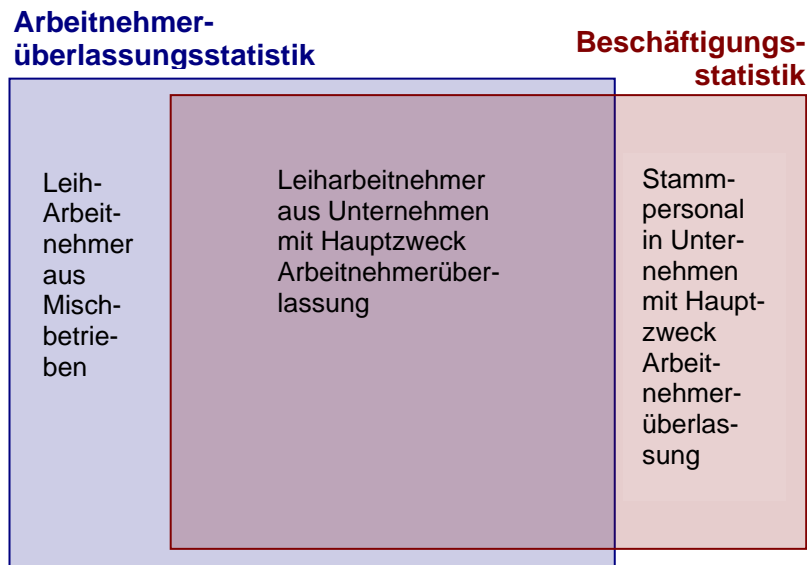 Arbeitnehmer-
überlassungsstatistik
Beschäftigungs-
statistik
Leih-
Arbeit-
nehmer
aus
Misch-
betrie-
ben
Leiharbeitnehmer
aus Unternehmen
mit Hauptzweck
Arbeitnehmerüber-
lassung
Stamm-
personal
in Unter-
nehmen
mit Haupt-
zweck
Arbeit-
nehmer-
überlas-
sung